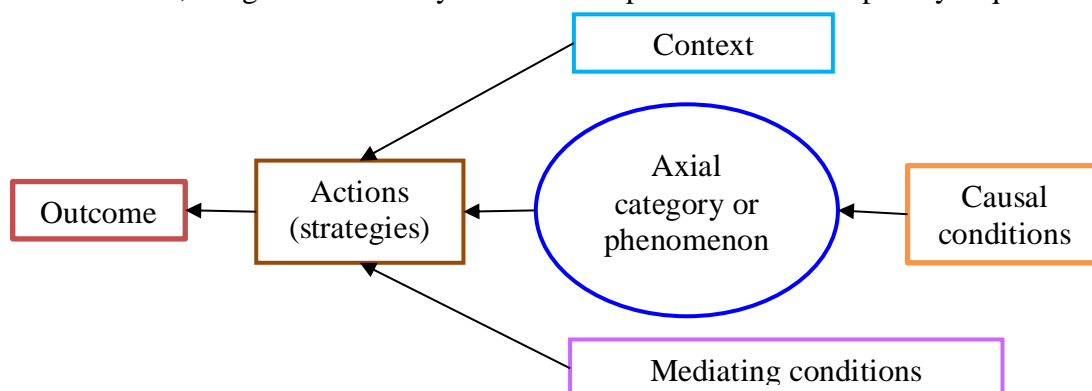 Context
Axial
category or
phenomenon
Actions
(strategies)
Outcome
Causal
conditions
Mediating conditions